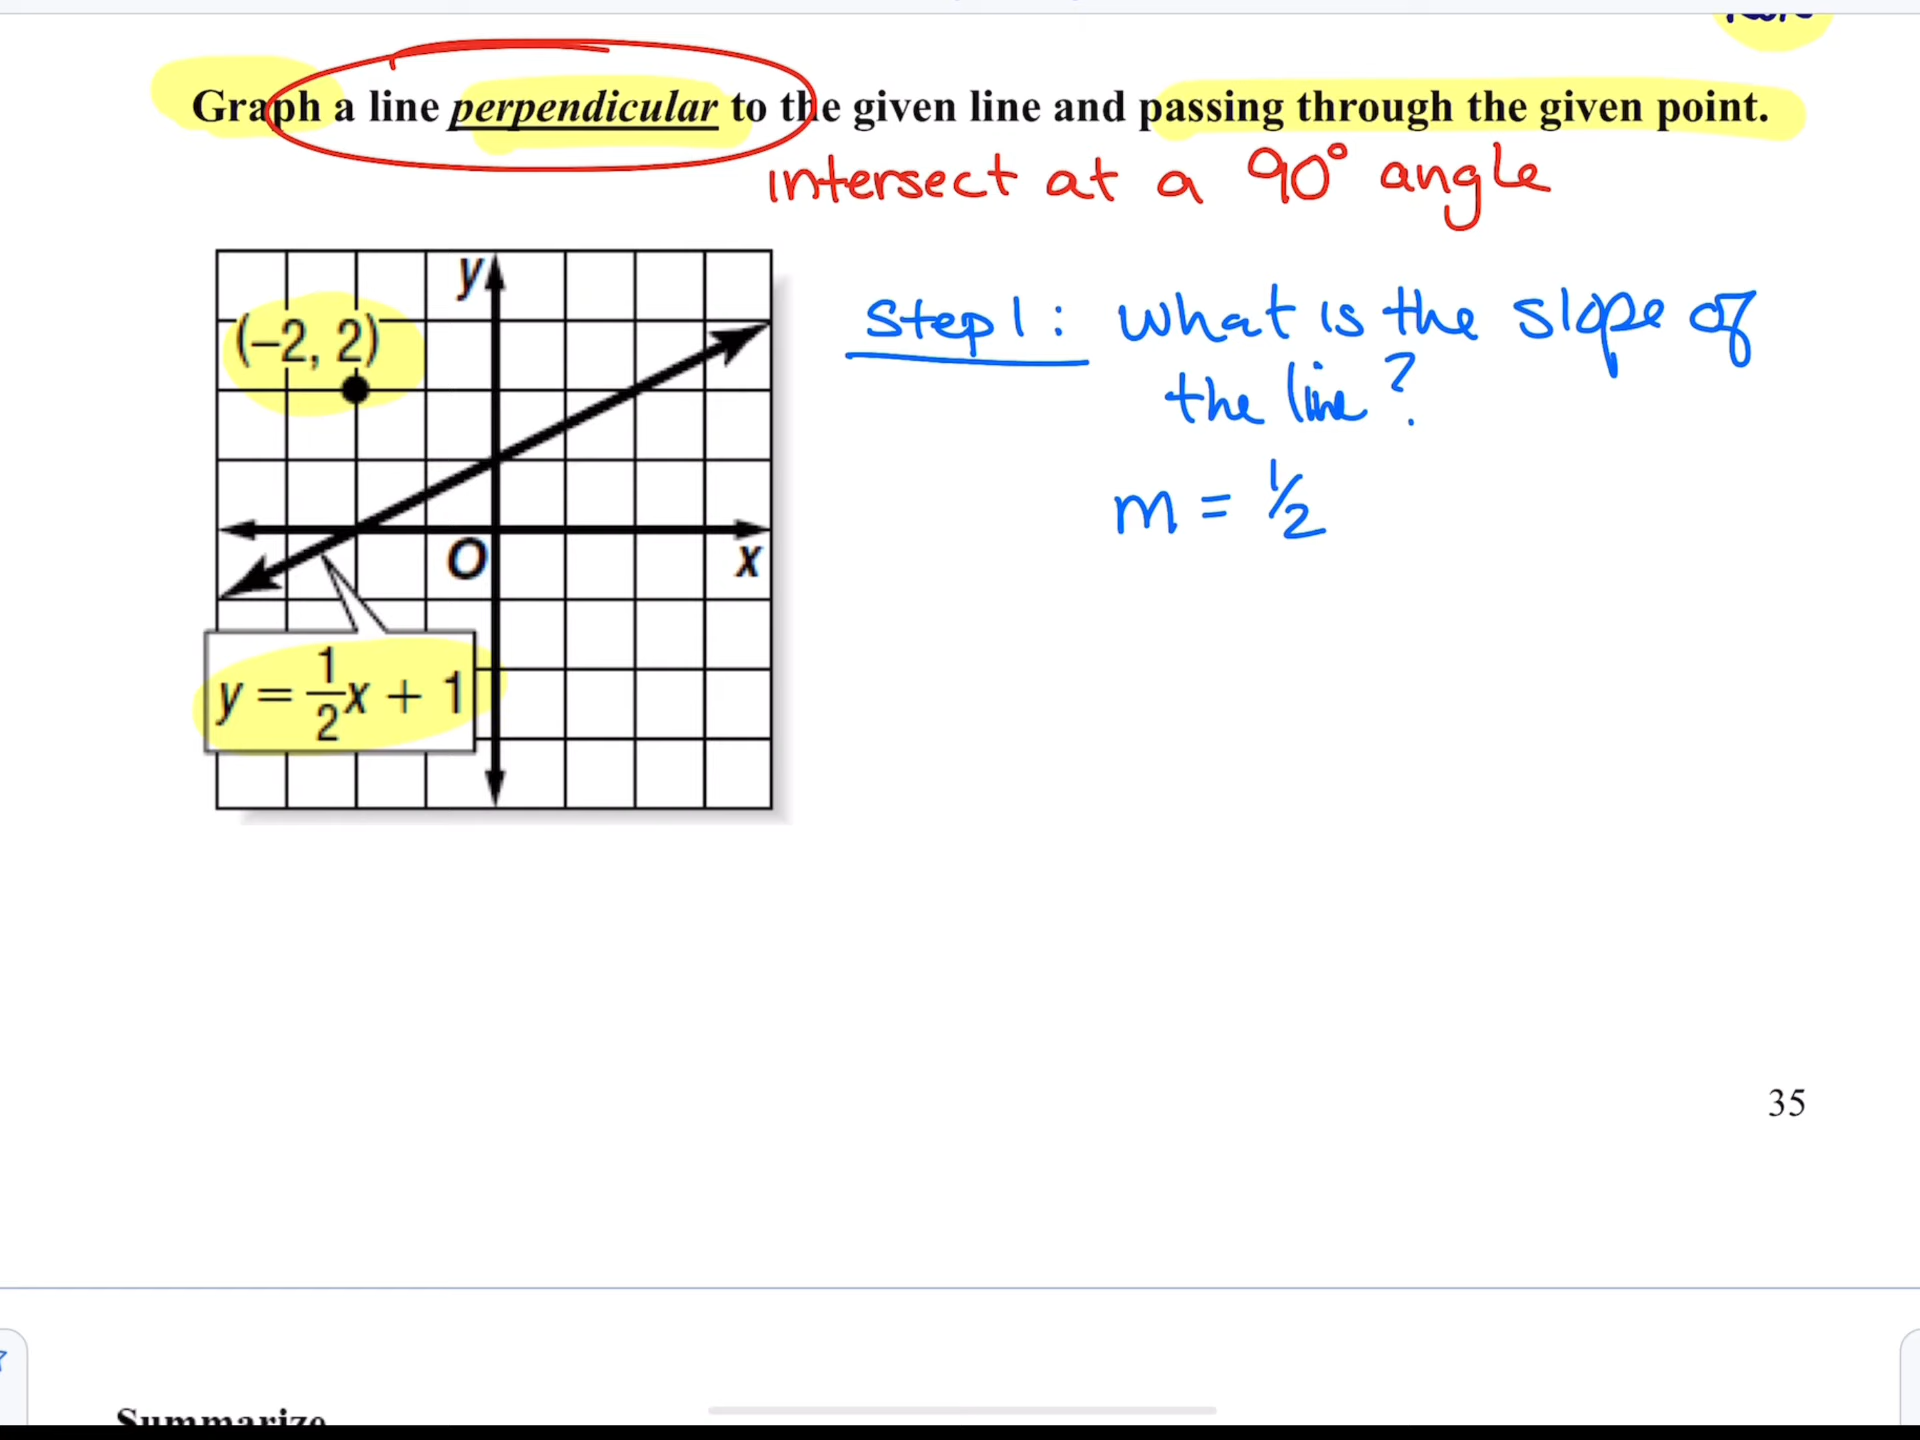 Graph a line perpendicular to the given line and passing through the given point.
intersect at a 90° angle
y
(–2, 2)
Step 1: What is the slope of
the line?
m = 1/2
O
x
y = 1/2x + 1
35
Summarize